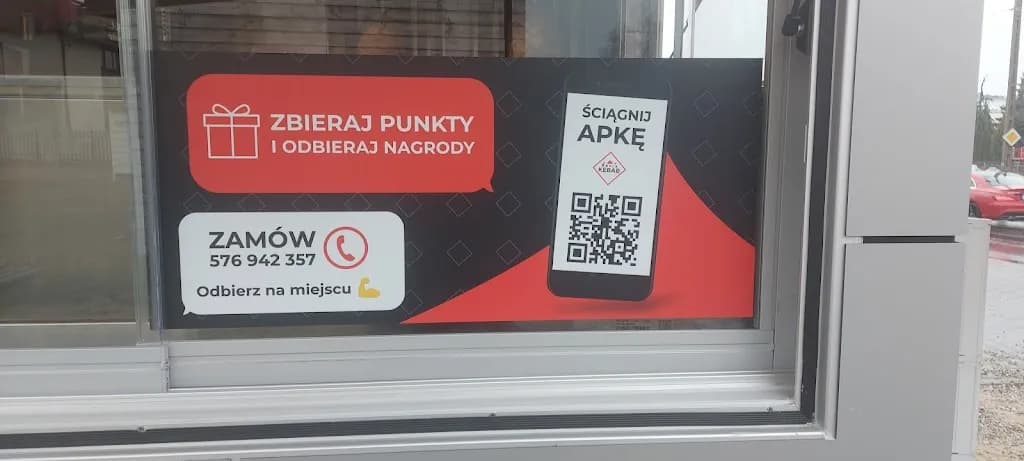 ZBIERAJ PUNKTY
I ODBIERAJ NAGRODY
ZAMÓW
576 942 357
Odbierz na miejscu
ŚCIĄGNIJ
APKĘ
KEBAB